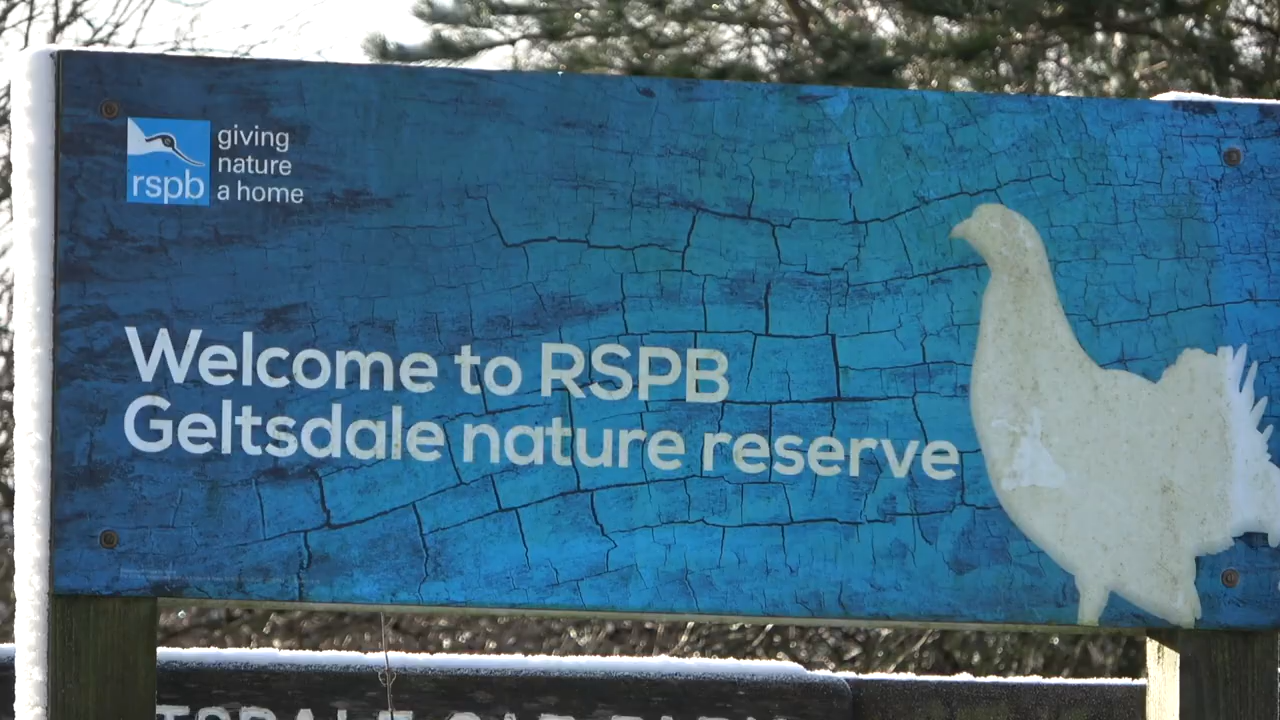 giving
nature
a home
rspb
Welcome to RSPB
Geltsdale nature reserve